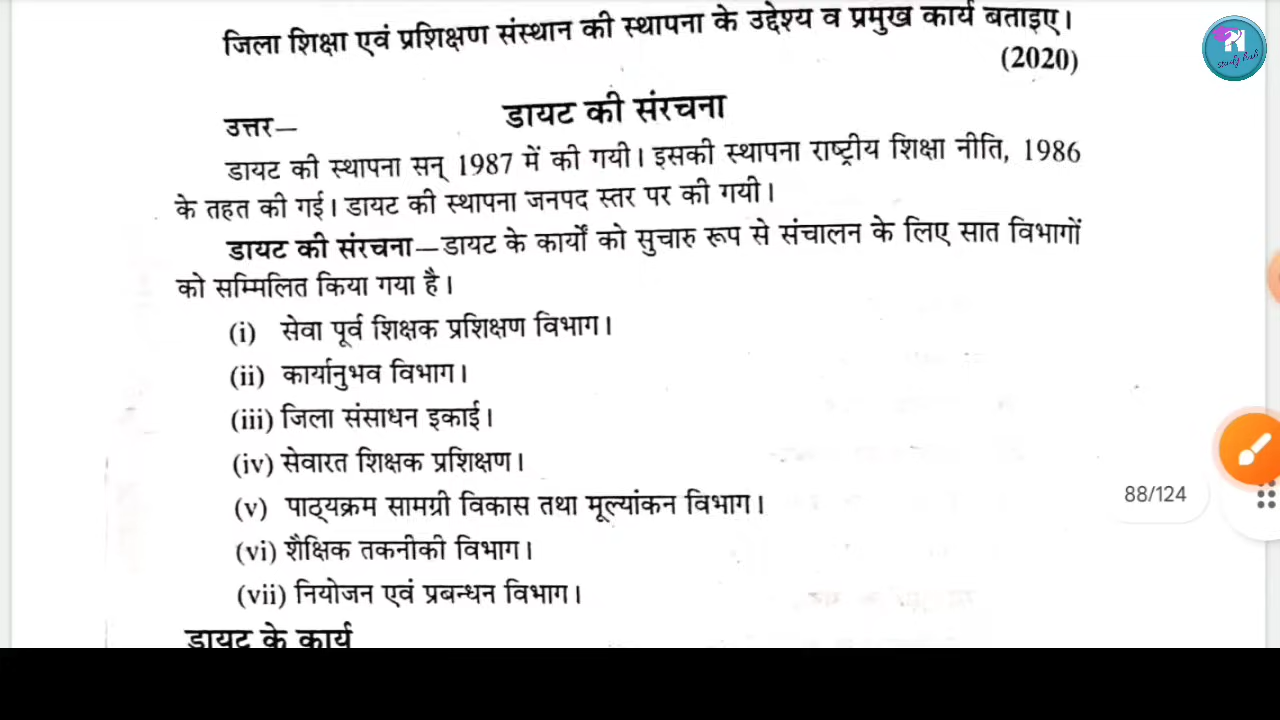 जिला शिक्षा एवं प्रशिक्षण संस्थान की स्थापना के उद्देश्य व प्रमुख कार्य बताइए।
(2020)
डायट की संरचना
उत्तर—
डायट की स्थापना सन् 1987 में की गयी। इसकी स्थापना राष्ट्रीय शिक्षा नीति, 1986
के तहत की गई। डायट की स्थापना जनपद स्तर पर की गयी।
डायट की संरचना—डायट के कार्यों को सुचारु रूप से संचालन के लिए सात विभागों
को सम्मिलित किया गया है।
(i) सेवा पूर्व शिक्षक प्रशिक्षण विभाग।
(ii) कार्यानुभव विभाग।
(iii) जिला संसाधन इकाई।
(iv) सेवारत शिक्षक प्रशिक्षण।
(v) पाठ्यक्रम सामग्री विकास तथा मूल्यांकन विभाग।
(vi) शैक्षिक तकनीकी विभाग।
(vii) नियोजन एवं प्रबन्धन विभाग।
डायट के कार्य
88/124
study hub